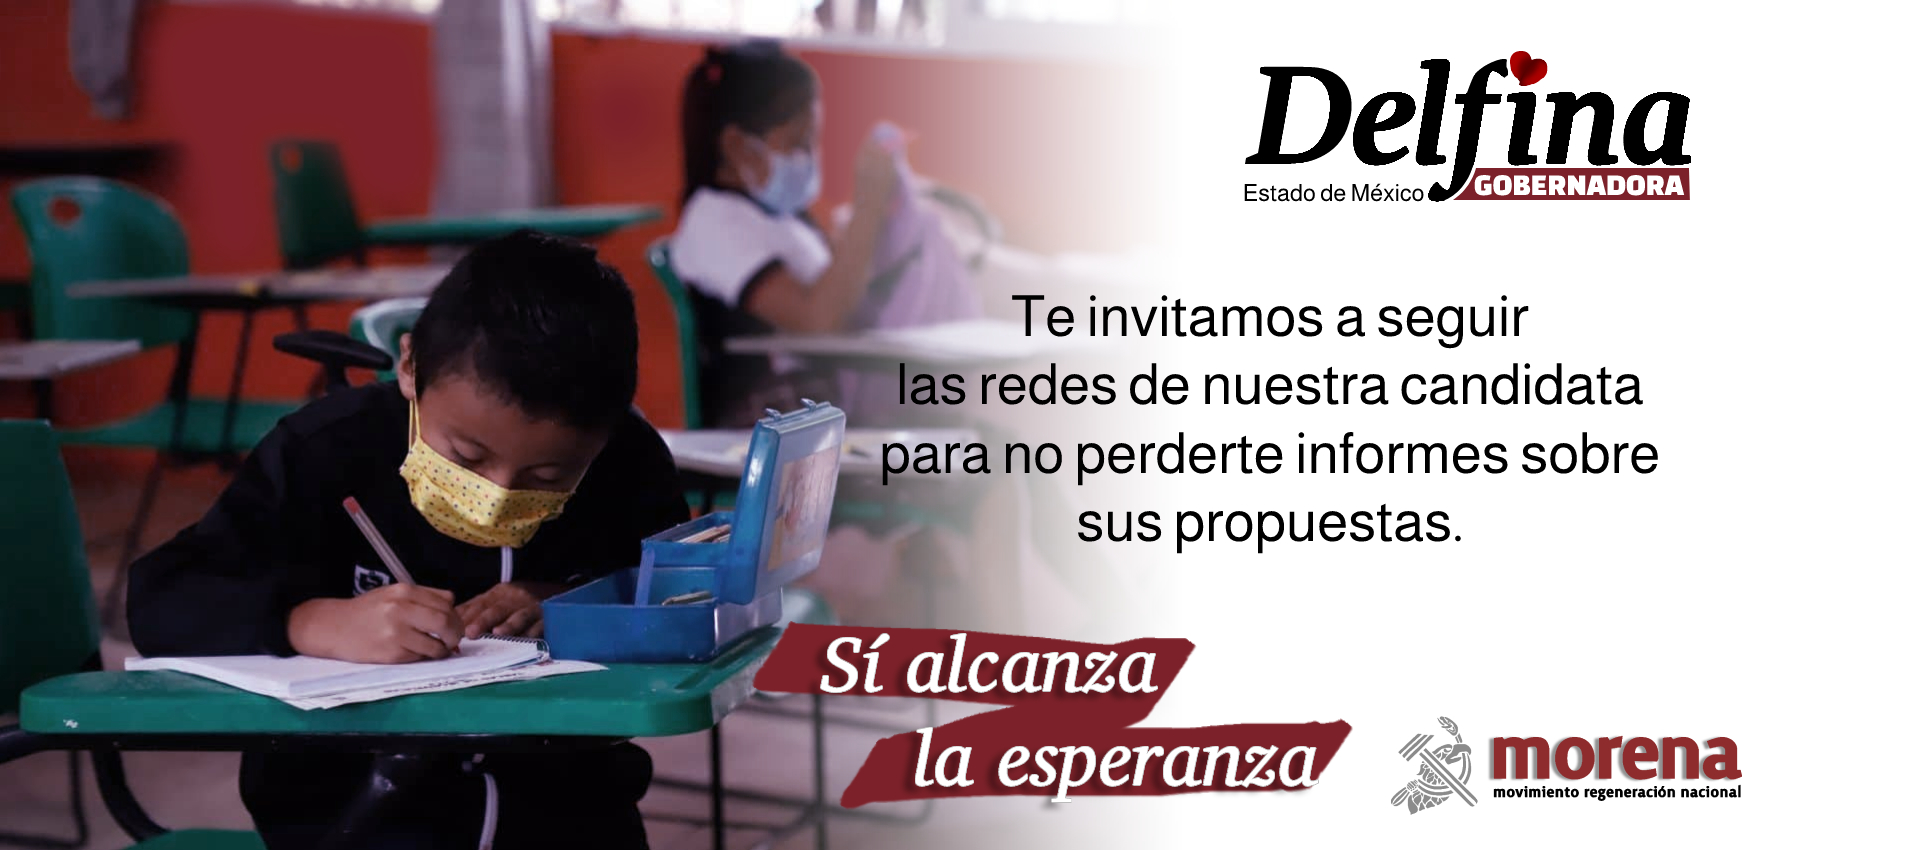 Delfina
Estado de México
GOBERNADORA
Te invitamos a seguir
las redes de nuestra candidata
para no perderte informes sobre
sus propuestas.
Sí alcanza
la esperanza
morena
movimiento regeneración nacional